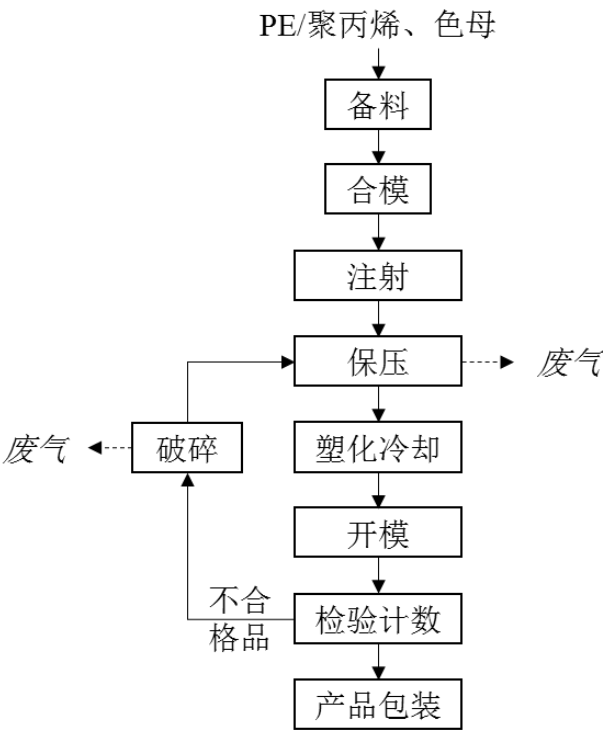 PE/聚丙烯、色母
备料
合模
注射
保压
废气
废气
破碎
塑化冷却
开模
不合
格品
检验计数
产品包装